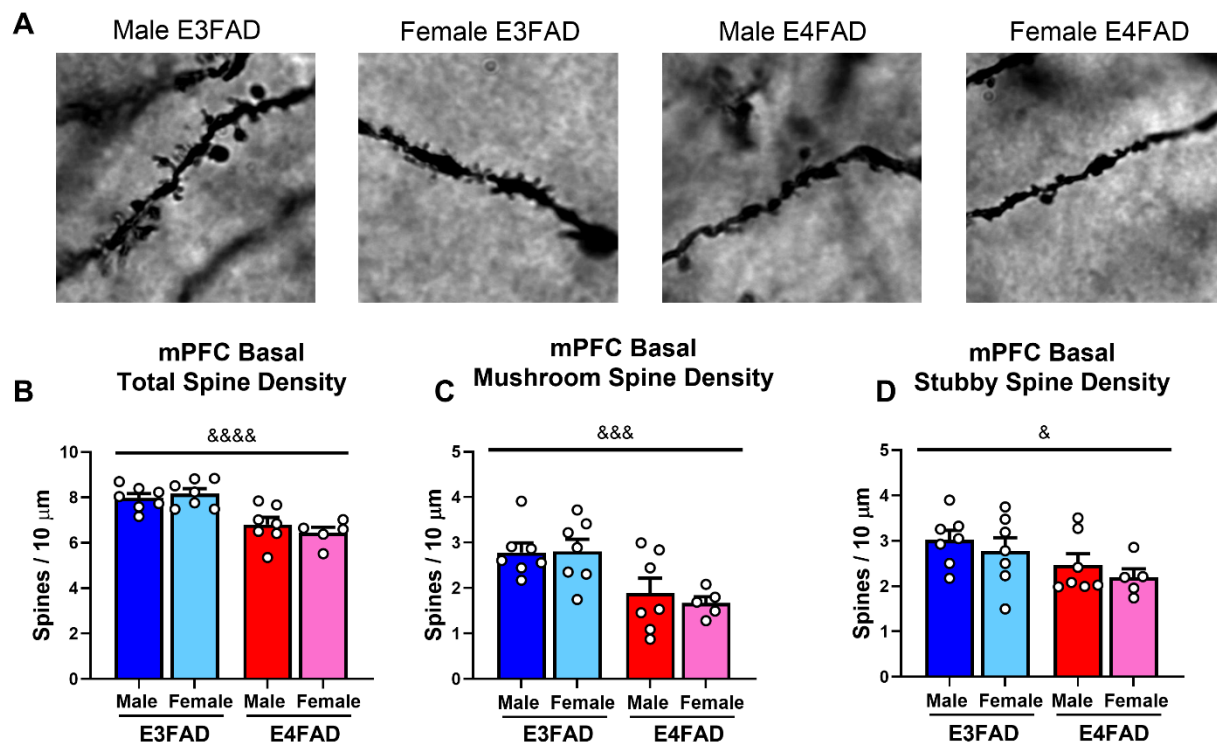 A
Male E3FAD
Female E3FAD
Male E4FAD
Female E4FAD
B
mPFC Basal
Total Spine Density
&&&&
Spines / 10 μm
10
8
6
4
2
0
Male Female Male Female
E3FAD E4FAD
C
mPFC Basal
Mushroom Spine Density
&&&
Spines / 10 μm
5
4
3
2
1
0
Male Female Male Female
E3FAD E4FAD
D
mPFC Basal
Stubby Spine Density
&
Spines / 10 μm
5
4
3
2
1
0
Male Female Male Female
E3FAD E4FAD